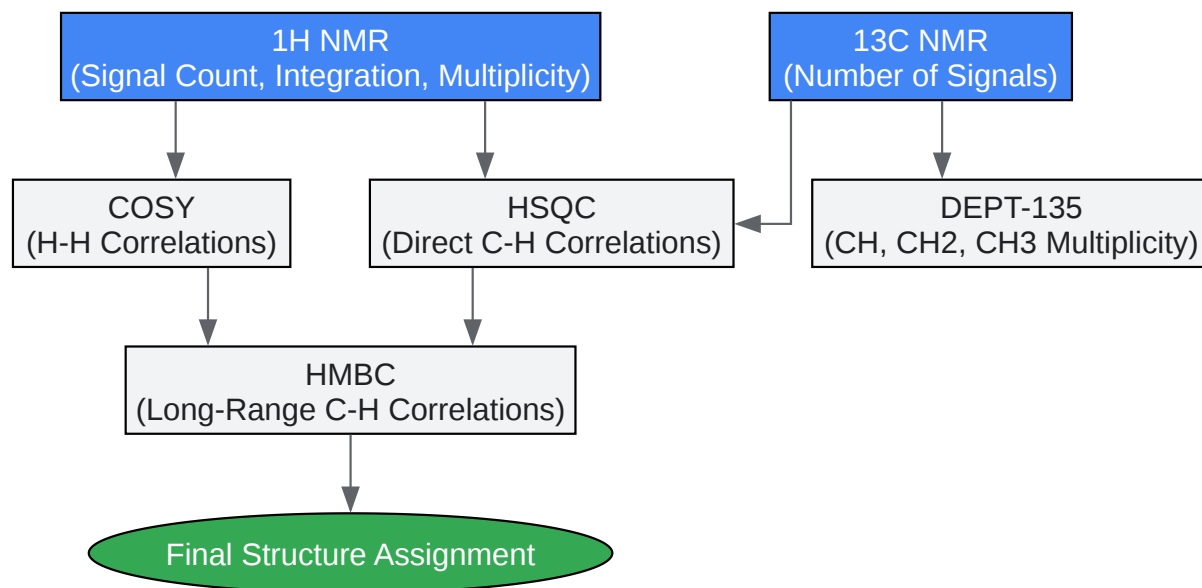 1H NMR
(Signal Count, Integration, Multiplicity)
13C NMR
(Number of Signals)
COSY
(H-H Correlations)
HSQC
(Direct C-H Correlations)
DEPT-135
(CH, CH2, CH3 Multiplicity)
HMBC
(Long-Range C-H Correlations)
Final Structure Assignment